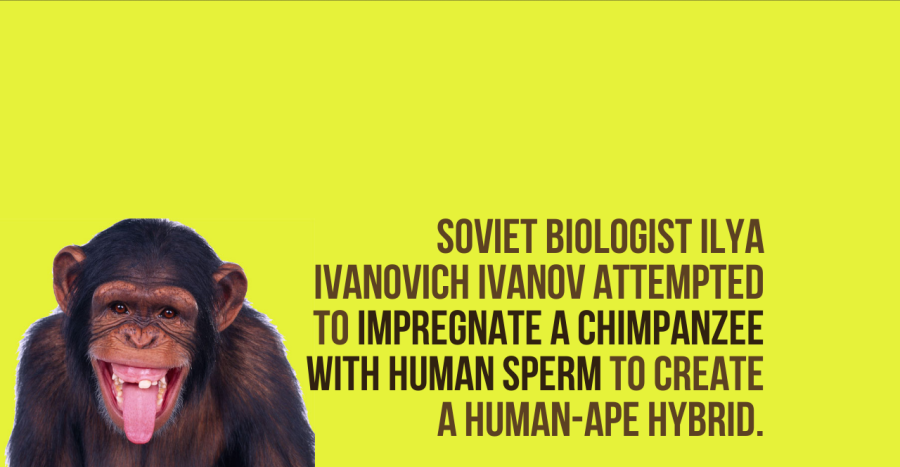 SOVIET BIOLOGIST ILYA
IVANOVICH IVANOV ATTEMPTED
TO IMPREGNATE A CHIMPANZEE
WITH HUMAN SPERM TO CREATE
A HUMAN-APE HYBRID.